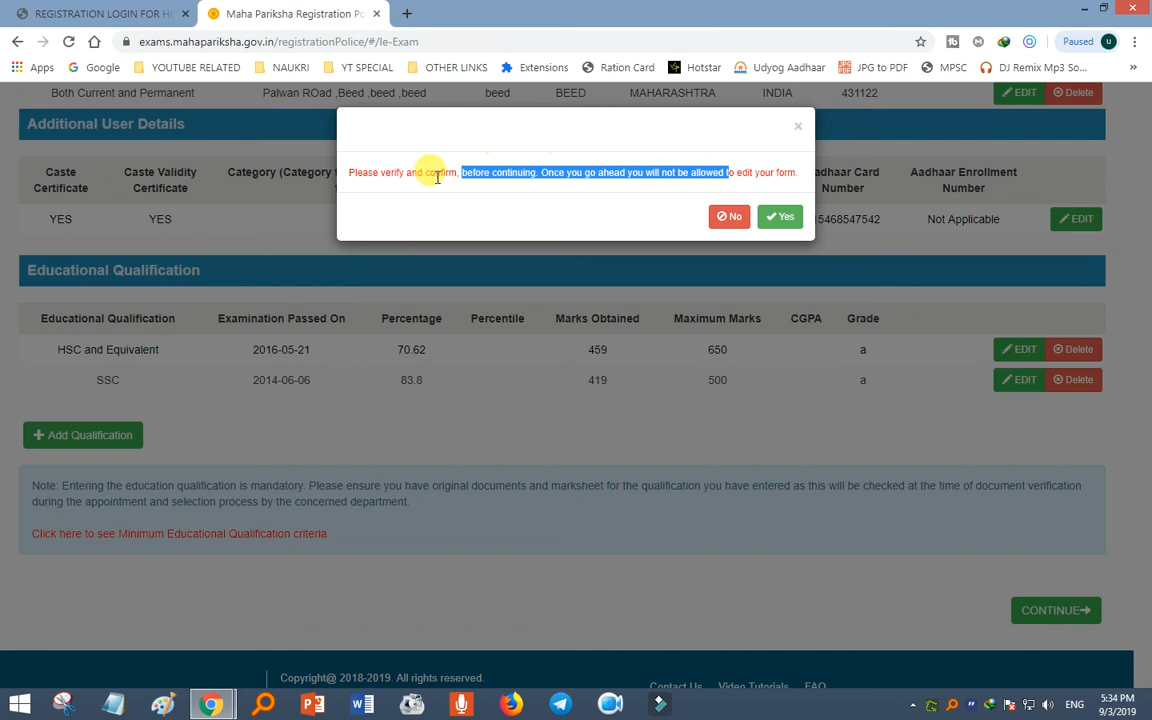 REGISTRATION LOGIN FOR HO
Maha Pariksha Registration Po
exams.mahapariksha.gov.in/registrationPolice/#/le-Exam
Paused
u
Apps
Google
YOUTUBE RELATED
NAUKRI
YT SPECIAL
OTHER LINKS
Extensions
Ration Card
Hotstar
Udyog Aadhaar
JPG to PDF
MPSC
DJ Remix Mp3 So...
Both Current and Permanent Palwan ROad ,Beed ,beed ,beed beed BEED MAHARASHTRA INDIA 431122 EDIT Delete
Additional User Details
Please verify and confirm, before continuing. Once you go ahead you will not be allowed to edit your form.
No Yes
Caste Certificate
Caste Validity Certificate
Category (Category
Aadhaar Card Number
Aadhaar Enrollment Number
YES YES 5468547542 Not Applicable EDIT
Educational Qualification
Educational Qualification Examination Passed On Percentage Percentile Marks Obtained Maximum Marks CGPA Grade
HSC and Equivalent 2016-05-21 70.62 459 650 a EDIT Delete
SSC 2014-06-06 83.8 419 500 a EDIT Delete
Add Qualification
Note: Entering the education qualification is mandatory. Please ensure you have original documents and marksheet for the qualification you have entered as this will be checked at the time of document verification
during the appointment and selection process by the concerned department.
Click here to see Minimum Educational Qualification criteria
CONTINUE
Copyright@ 2018-2019. All rights reserved.
Contact Us Video Tutorials FAQ
ENG
5:34 PM
9/3/2019